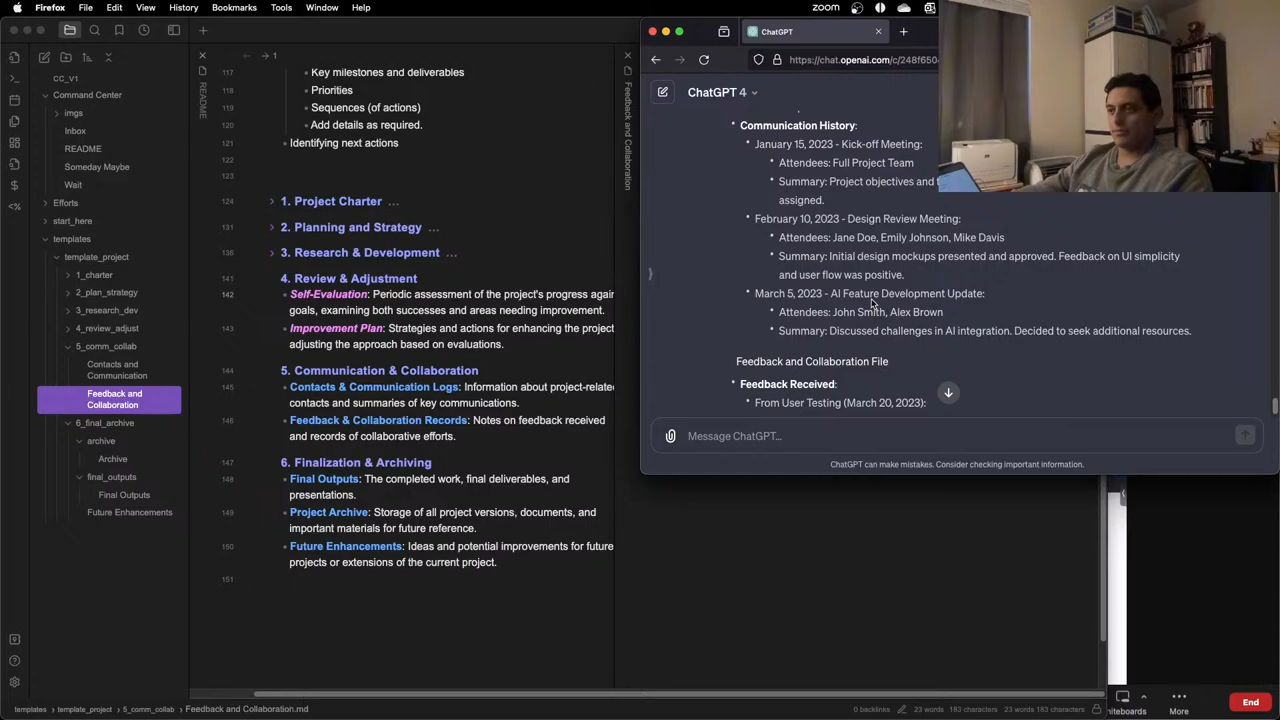 Firefox File Edit View History Bookmarks Tools Window Help
zoom
CC_V1
Command Center
imgs
Inbox
README
Someday Maybe
Wait
Efforts
start_here
templates
template_project
1_charter
2_plan_strategy
3_research_dev
4_review_adjust
5_comm_collab
Contacts and
Communication
Feedback and
Collaboration
6_final_archive
archive
Archive
final_outputs
Final Outputs
Future Enhancements
README
1
117 Key milestones and deliverables
118 Priorities
119 Sequences (of actions)
120 Add details as required.
121 Identifying next actions
122
123
124 1. Project Charter ...
131 2. Planning and Strategy ...
136 3. Research & Development ...
141 4. Review & Adjustment
142 Self-Evaluation: Periodic assessment of the project's progress again
goals, examining both successes and areas needing improvement.
143 Improvement Plan: Strategies and actions for enhancing the project
adjusting the approach based on evaluations.
144 5. Communication & Collaboration
145 Contacts & Communication Logs: Information about project-relate
contacts and summaries of key communications.
146 Feedback & Collaboration Records: Notes on feedback received
and records of collaborative efforts.
147 6. Finalization & Archiving
148 Final Outputs: The completed work, final deliverables, and
presentations.
149 Project Archive: Storage of all project versions, documents, and
important materials for future reference.
150 Future Enhancements: Ideas and potential improvements for future
projects or extensions of the current project.
151
Feedback and Collaboration
ChatGPT
https://chat.openai.com/c/248f6504
ChatGPT 4
Communication History:
January 15, 2023 - Kick-off Meeting:
Attendees: Full Project Team
Summary: Project objectives and
assigned.
February 10, 2023 - Design Review Meeting:
Attendees: Jane Doe, Emily Johnson, Mike Davis
Summary: Initial design mockups presented and approved. Feedback on UI simplicity
and user flow was positive.
March 5, 2023 - AI Feature Development Update:
Attendees: John Smith, Alex Brown
Summary: Discussed challenges in AI integration. Decided to seek additional resources.
Feedback and Collaboration File
Feedback Received:
From User Testing (March 20, 2023):
Message ChatGPT...
ChatGPT can make mistakes. Consider checking important information.
hiteboards
More
End
templates › template_project › 5_comm_collab › Feedback and Collaboration.md
0 backlinks 23 words 183 characters 23 words 183 characters